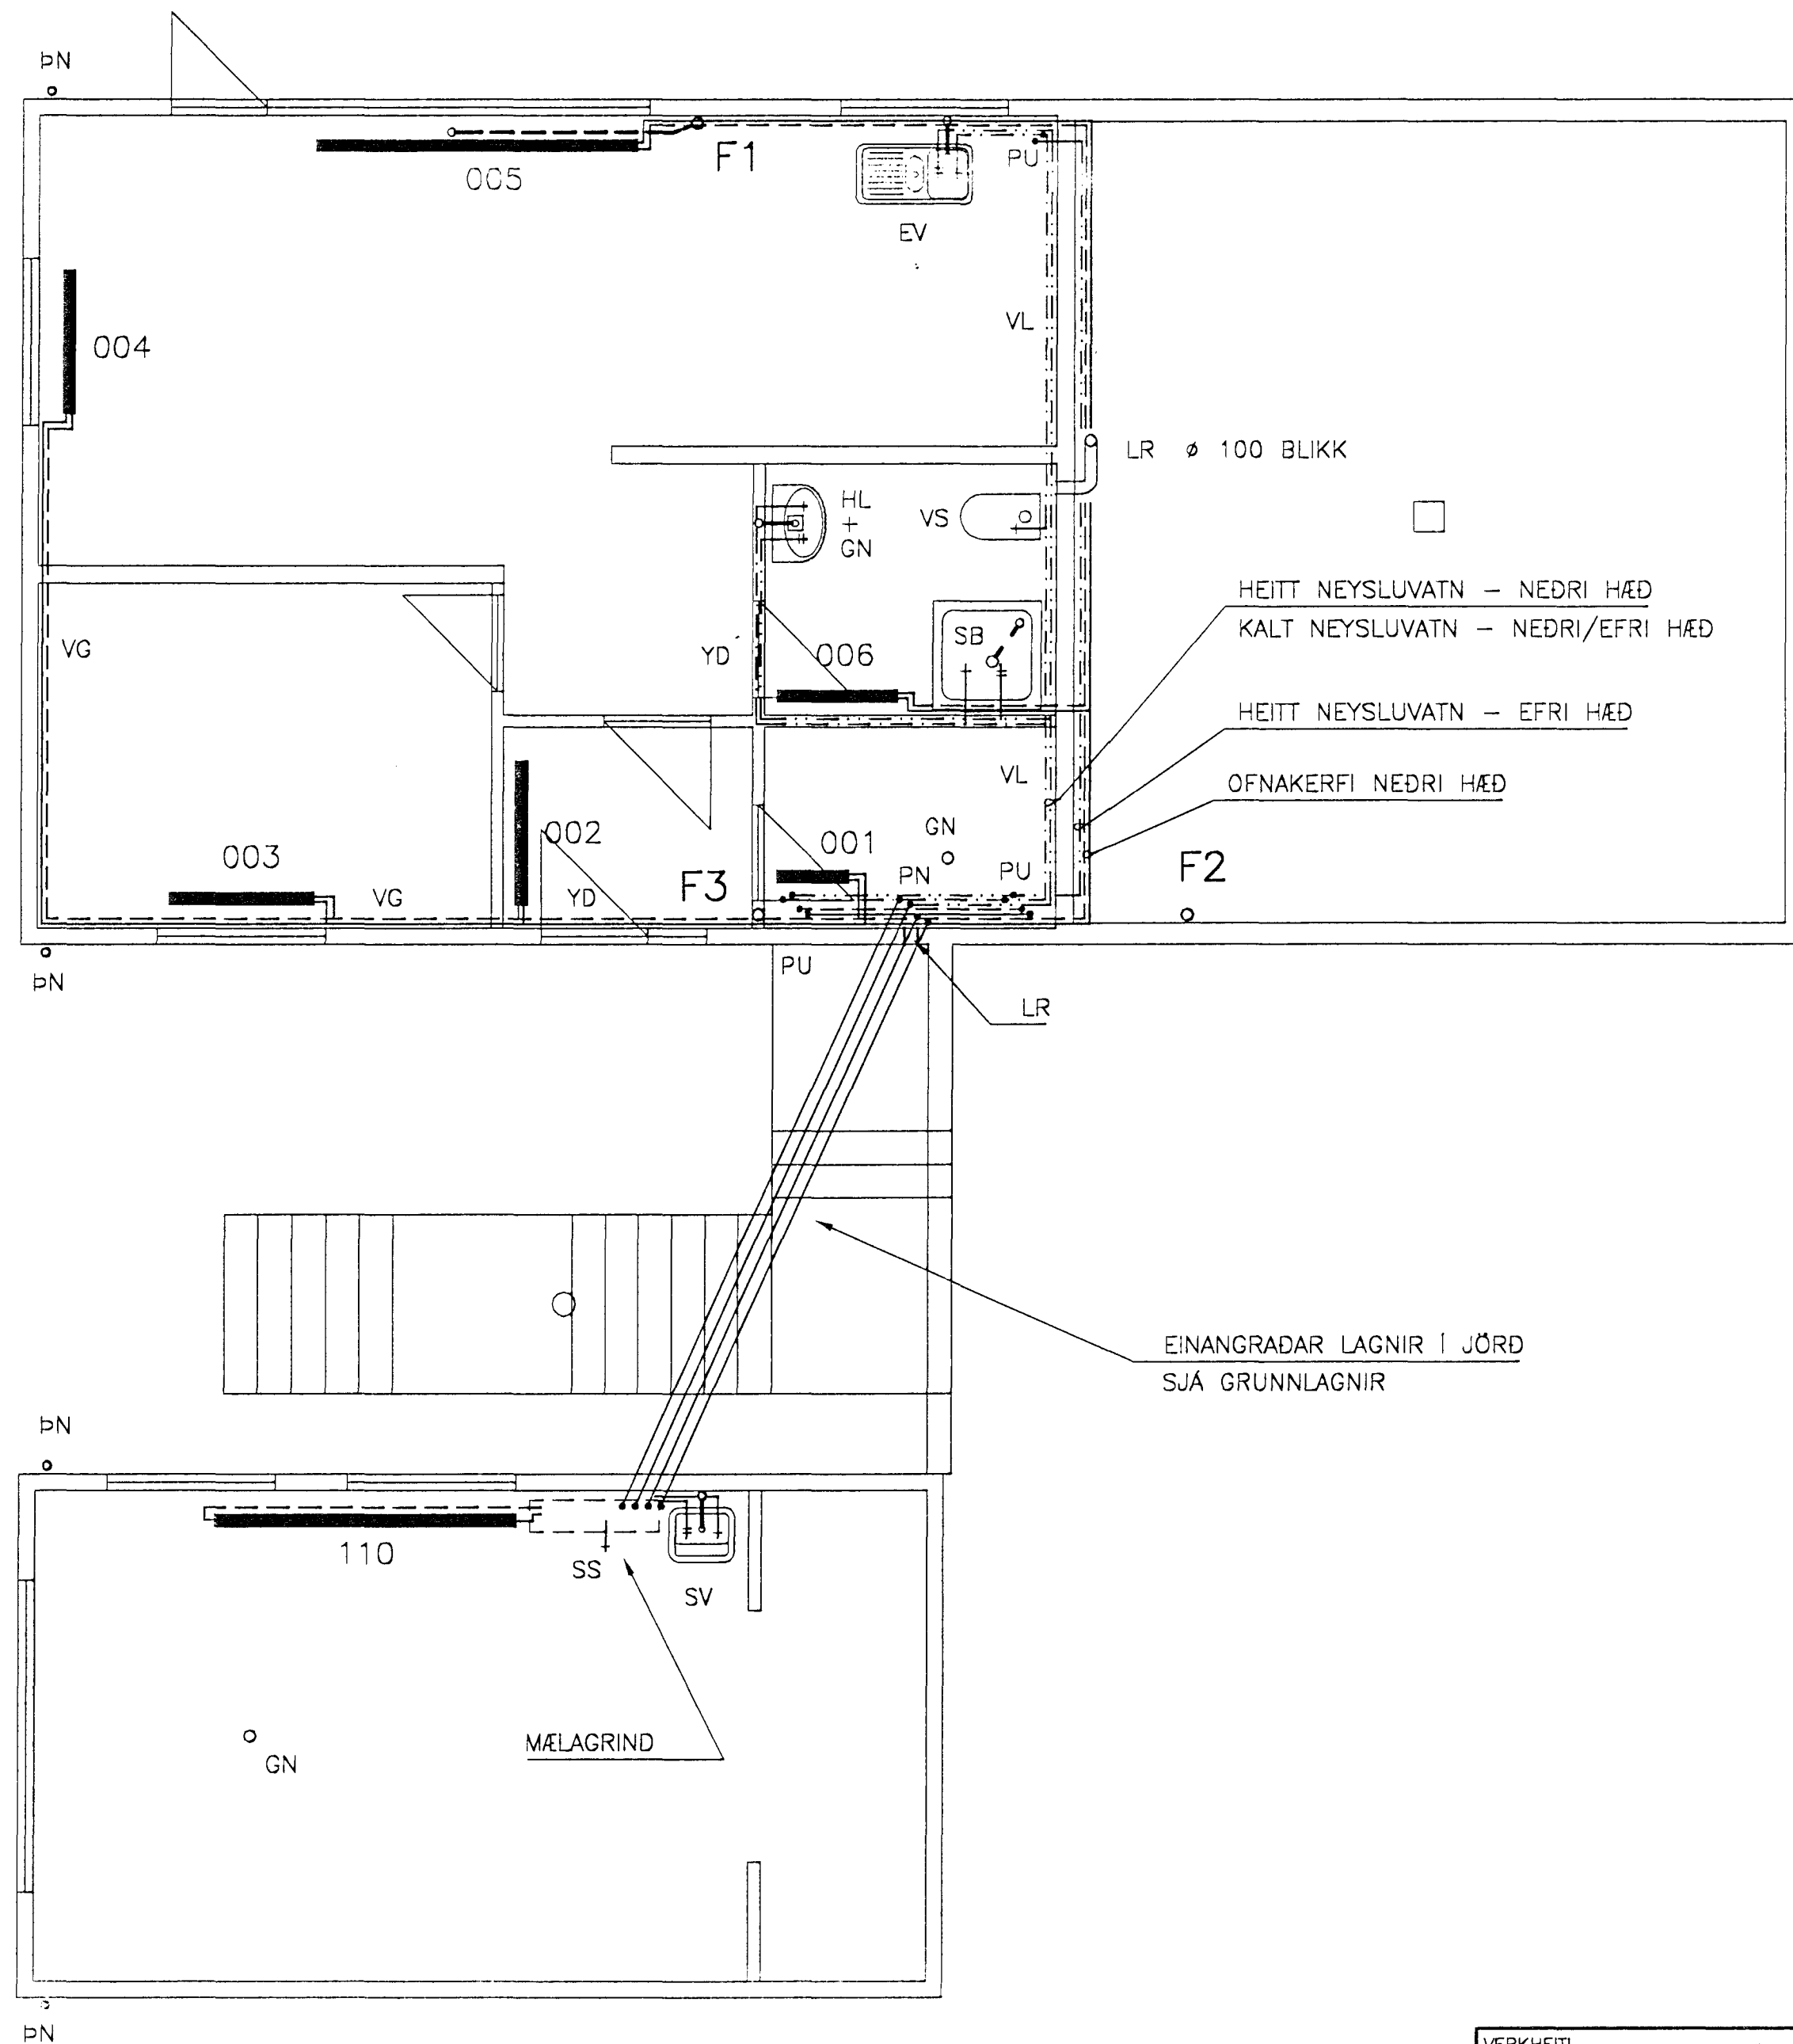 ÞN
F1
005
PU
EV
004
VL
LR ø 100 BLIKK
HL
+
GN
VS
HEITT NEYSLUVATN – NEÐRI HÆÐ
KALT NEYSLUVATN – NEÐRI/EFRI HÆÐ
VG
YD
006
SB
HEITT NEYSLUVATN – EFRI HÆÐ
VL
OFNAKERFI NEÐRI HÆÐ
002
001
GN
003
VG
YD
F3
PN
PU
F2
ÞN
PU
LR
EINANGRAÐAR LAGNIR Í JÖRÐ
SJÁ GRUNNLAGNIR
ÞN
110
SS
SV
MÆLAGRIND
GN
ÞN
VERKHEITI